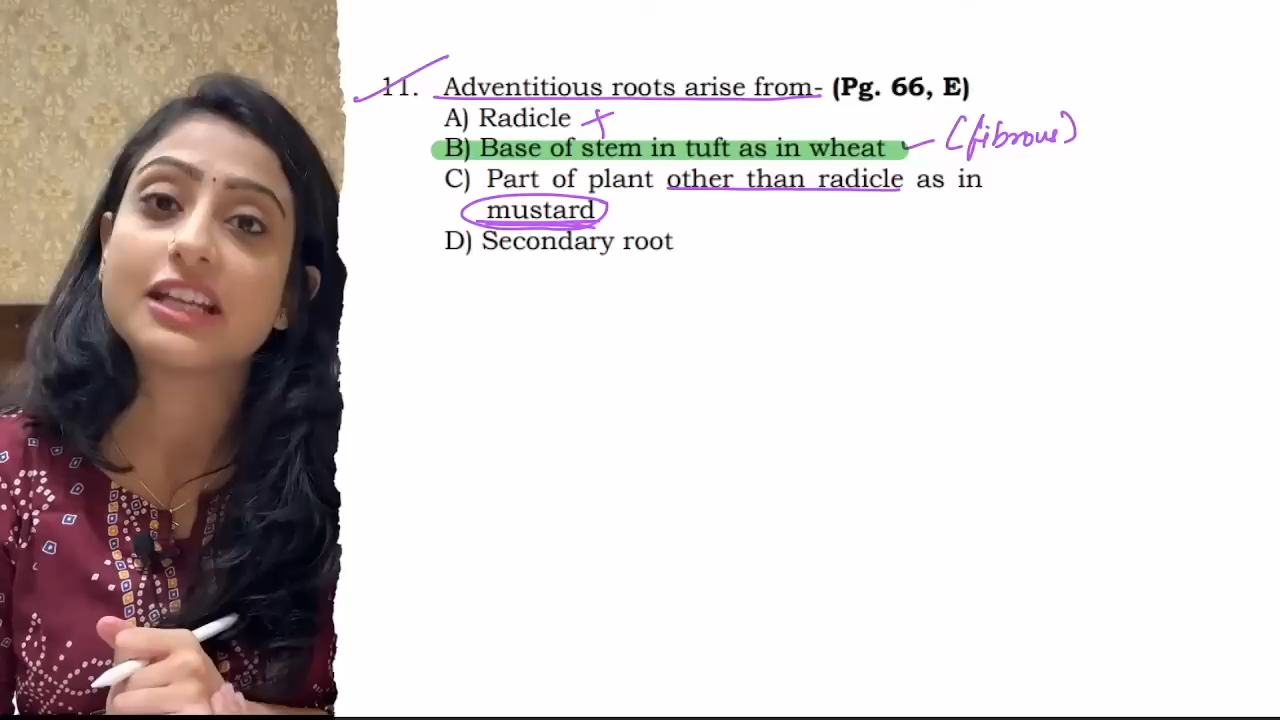 11. Adventitious roots arise from- (Pg. 66, E)
A) Radicle
B) Base of stem in tuft as in wheat (fibrous)
C) Part of plant other than radicle as in
mustard
D) Secondary root